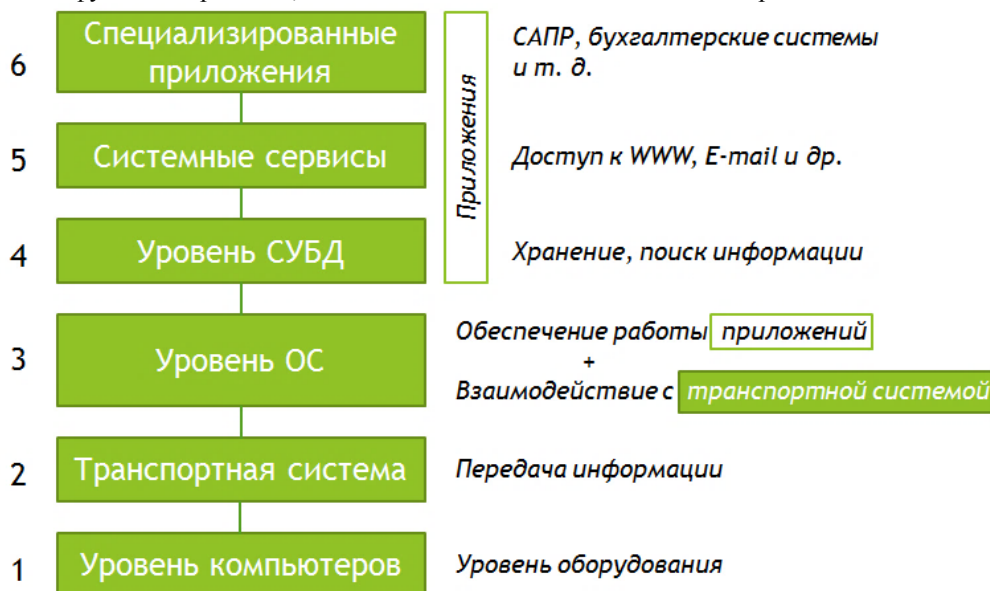 6
Специализированные
приложения
САПР, бухгалтерские системы
и т. д.
Приложения
5
Системные сервисы
Доступ к WWW, E-mail и др.
4
Уровень СУБД
Хранение, поиск информации
3
Уровень ОС
Обеспечение работы приложений
+
Взаимодействие с транспортной системой
2
Транспортная система
Передача информации
1
Уровень компьютеров
Уровень оборудования